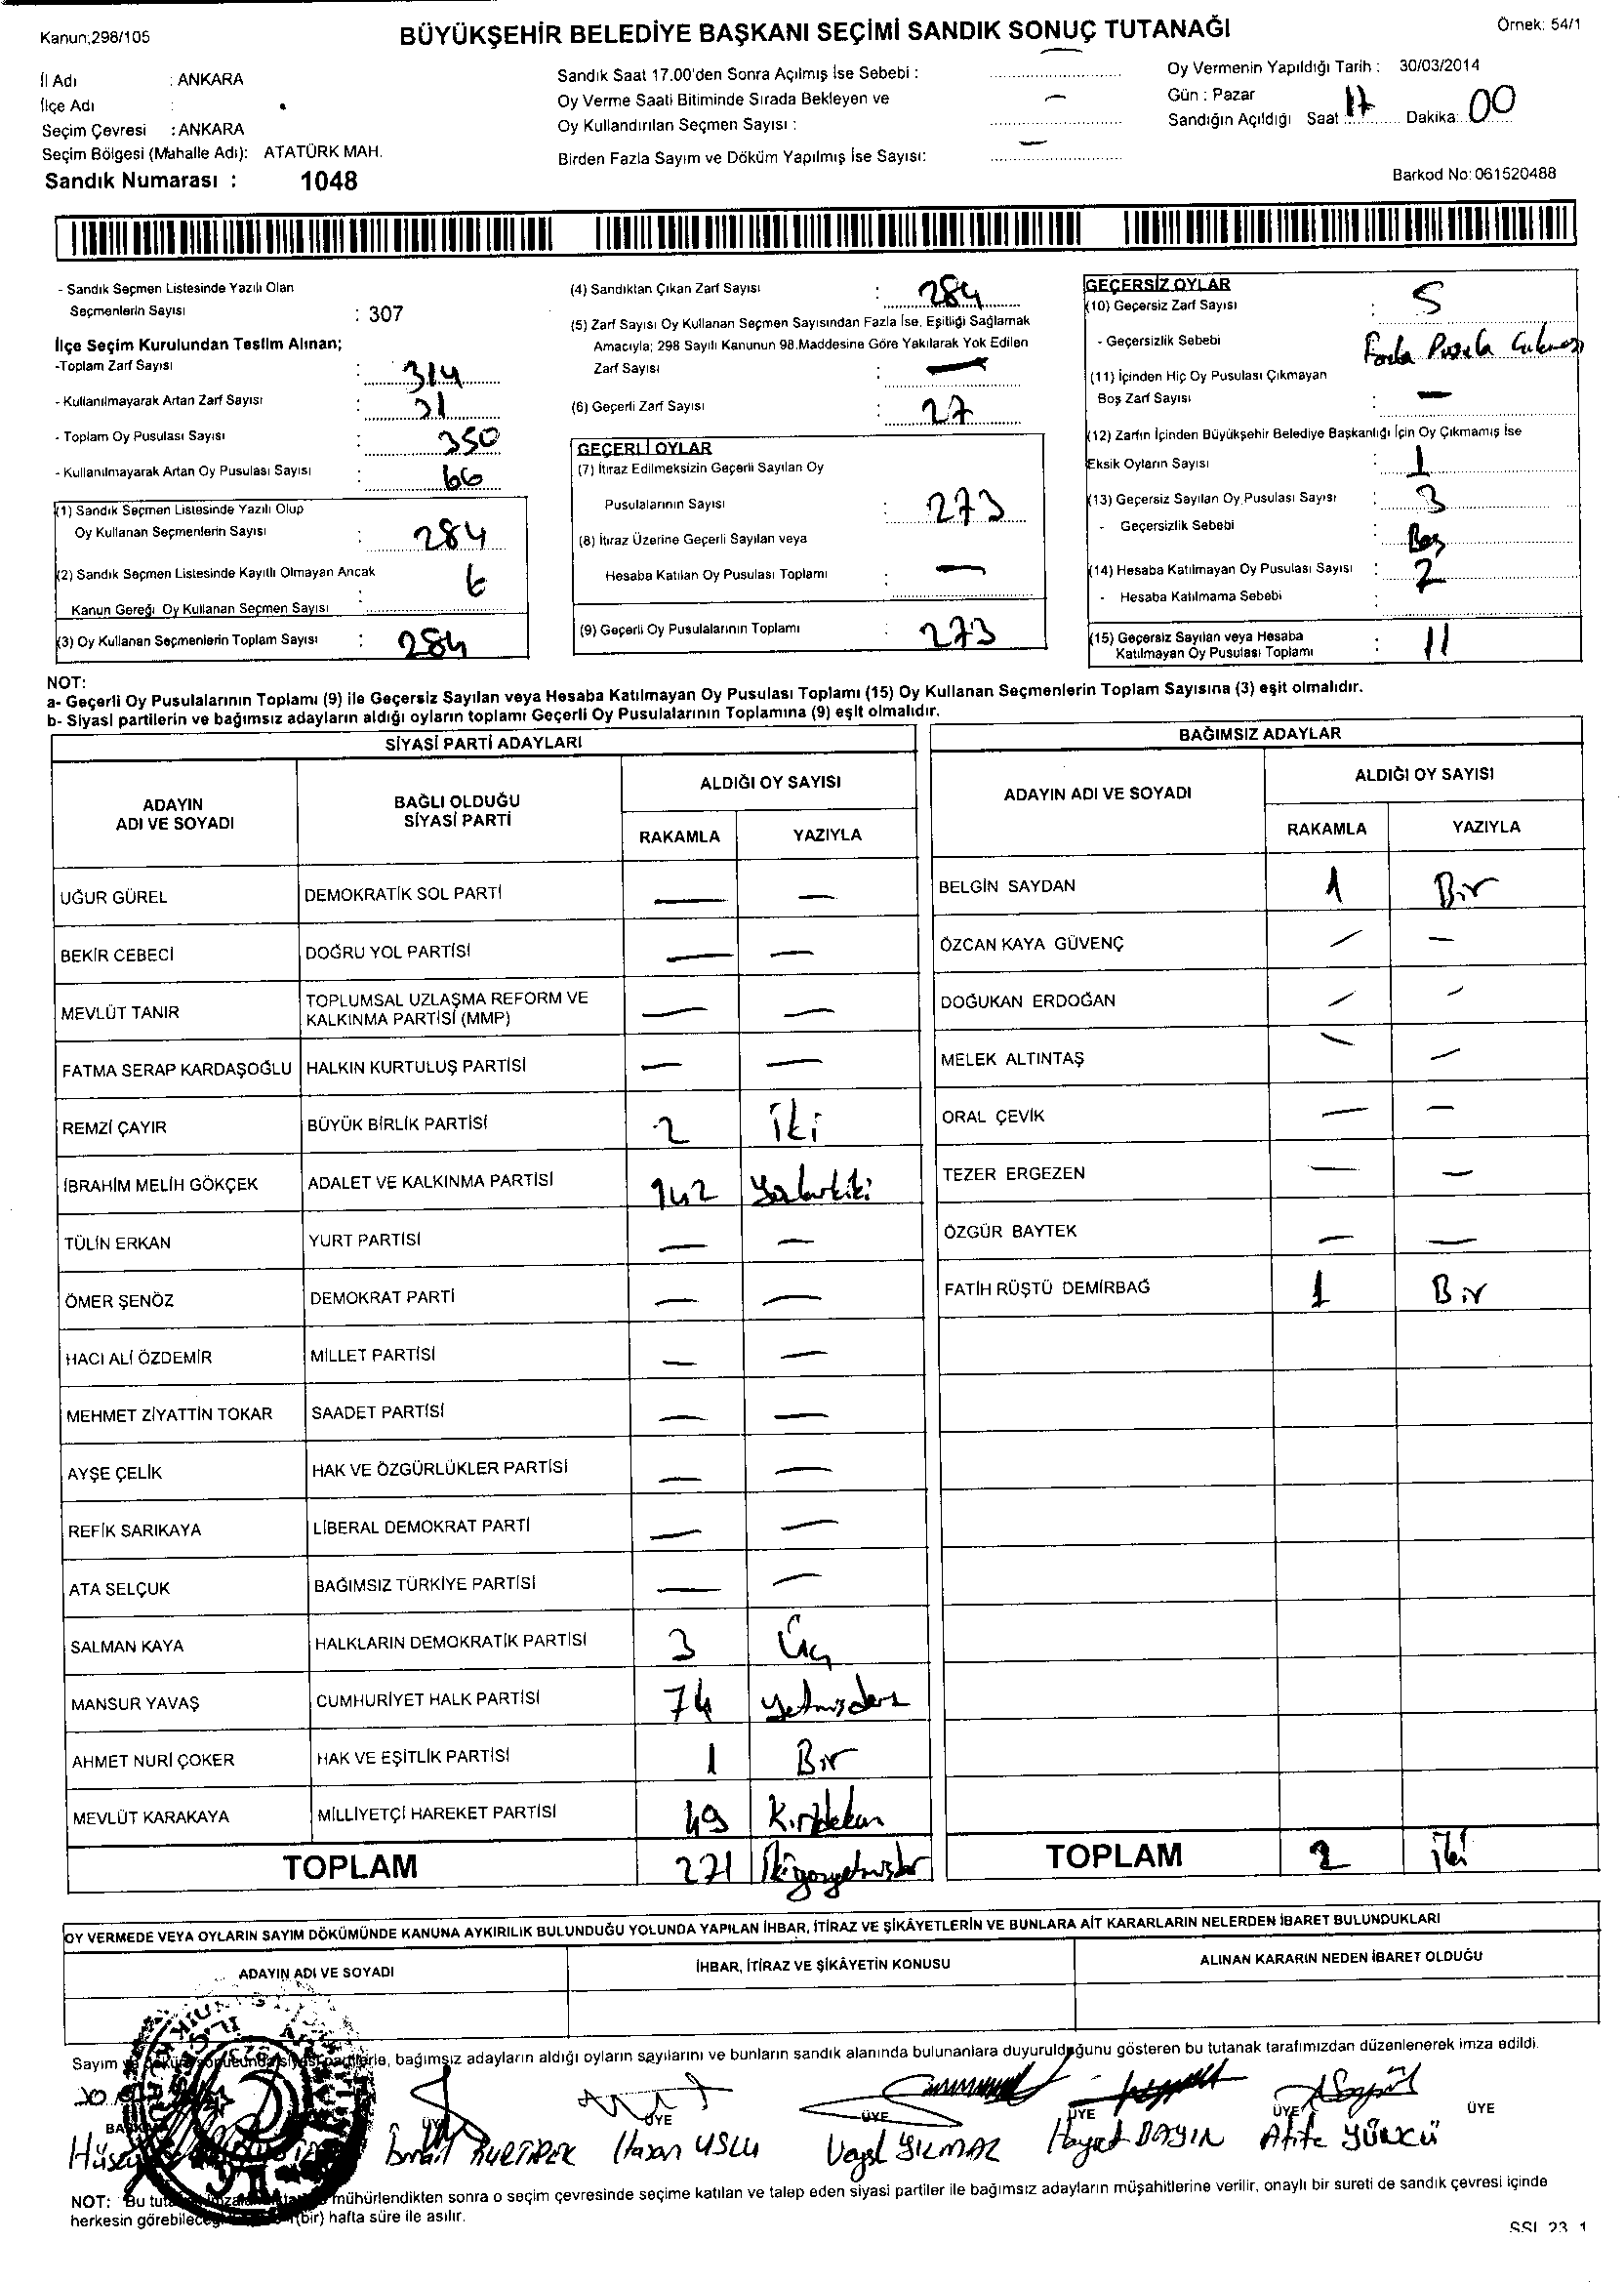 Kanun;298/105
BÜYÜKŞEHİR BELEDİYE BAŞKANI SEÇİMİ SANDIK SONUÇ TUTANAĞI
Örnek: 54/1
İl Adı : ANKARA
İlçe Adı :
Seçim Çevresi : ANKARA
Seçim Bölgesi (Mahalle Adı): ATATÜRK MAH.
Sandık Numarası : 1048
Sandık Saat 17.00'den Sonra Açılmış İse Sebebi : —
Oy Verme Saati Bitiminde Sırada Bekleyen ve
Oy Kullandırılan Seçmen Sayısı : —
Birden Fazla Sayım ve Döküm Yapılmış İse Sayısı: —
Oy Vermenin Yapıldığı Tarih : 30/03/2014
Gün : Pazar
Sandığın Açıldığı Saat 17 Dakika: 00
Barkod No: 061520488
- Sandık Seçmen Listesinde Yazılı Olan
Seçmenlerin Sayısı : 307
İlçe Seçim Kurulundan Teslim Alınan;
-Toplam Zarf Sayısı : 314
- Kullanılmayarak Artan Zarf Sayısı : 31
- Toplam Oy Pusulası Sayısı : 350
- Kullanılmayarak Artan Oy Pusulası Sayısı : 66
(1) Sandık Seçmen Listesinde Yazılı Olup
Oy Kullanan Seçmenlerin Sayısı : 284
(2) Sandık Seçmen Listesinde Kayıtlı Olmayan Ancak
Kanun Gereği Oy Kullanan Seçmen Sayısı : 6
(3) Oy Kullanan Seçmenlerin Toplam Sayısı : 284
(4) Sandıktan Çıkan Zarf Sayısı : 284
(5) Zarf Sayısı Oy Kullanan Seçmen Sayısından Fazla İse, Eşitliği Sağlamak
Amacıyla; 298 Sayılı Kanunun 98.Maddesine Göre Yakılarak Yok Edilen
Zarf Sayısı : —
(6) Geçerli Zarf Sayısı : 27
GEÇERLİ OYLAR
(7) İtiraz Edilmeksizin Geçerli Sayılan Oy
Pusulalarının Sayısı : 273
(8) İtiraz Üzerine Geçerli Sayılan veya
Hesaba Katılan Oy Pusulası Toplamı : —
(9) Geçerli Oy Pusulalarının Toplamı : 273
GEÇERSİZ OYLAR
(10) Geçersiz Zarf Sayısı : 5
- Geçersizlik Sebebi Fazla Pusula Çıkması
(11) İçinden Hiç Oy Pusulası Çıkmayan
Boş Zarf Sayısı : —
(12) Zarfın İçinden Büyükşehir Belediye Başkanlığı İçin Oy Çıkmamış İse
Eksik Oyların Sayısı : 1
(13) Geçersiz Sayılan Oy Pusulası Sayısı : 3
- Geçersizlik Sebebi : Boş
(14) Hesaba Katılmayan Oy Pusulası Sayısı : 2
- Hesaba Katılmama Sebebi :
(15) Geçersiz Sayılan veya Hesaba
Katılmayan Oy Pusulası Toplamı : 11
NOT:
a- Geçerli Oy Pusulalarının Toplamı (9) ile Geçersiz Sayılan veya Hesaba Katılmayan Oy Pusulası Toplamı (15) Oy Kullanan Seçmenlerin Toplam Sayısına (3) eşit olmalıdır.
b- Siyasi partilerin ve bağımsız adayların aldığı oyların toplamı Geçerli Oy Pusulalarının Toplamına (9) eşit olmalıdır.
SİYASİ PARTİ ADAYLARI
ADAYIN ADI VE SOYADI BAĞLI OLDUĞU SİYASİ PARTİ ALDIĞI OY SAYISI
RAKAMLA YAZIYLA
UĞUR GÜREL DEMOKRATİK SOL PARTİ — —
BEKİR CEBECİ DOĞRU YOL PARTİSİ — —
MEVLÜT TANIR TOPLUMSAL UZLAŞMA REFORM VE KALKINMA PARTİSİ (MMP) — —
FATMA SERAP KARDAŞOĞLU HALKIN KURTULUŞ PARTİSİ — —
REMZİ ÇAYIR BÜYÜK BİRLİK PARTİSİ 2 İki
İBRAHİM MELİH GÖKÇEK ADALET VE KALKINMA PARTİSİ 142 Yüzkırkiki
TÜLİN ERKAN YURT PARTİSİ — —
ÖMER ŞENÖZ DEMOKRAT PARTİ — —
HACI ALİ ÖZDEMİR MİLLET PARTİSİ — —
MEHMET ZİYATTİN TOKAR SAADET PARTİSİ — —
AYŞE ÇELİK HAK VE ÖZGÜRLÜKLER PARTİSİ — —
REFİK SARIKAYA LİBERAL DEMOKRAT PARTİ — —
ATA SELÇUK BAĞIMSIZ TÜRKİYE PARTİSİ — —
SALMAN KAYA HALKLARIN DEMOKRATİK PARTİSİ 3 Üç
MANSUR YAVAŞ CUMHURİYET HALK PARTİSİ 74 yetmişdört
AHMET NURİ ÇOKER HAK VE EŞİTLİK PARTİSİ 1 Bir
MEVLÜT KARAKAYA MİLLİYETÇİ HAREKET PARTİSİ 49 Kırkdokuz
TOPLAM 271 İkiyüzyetmişbir
BAĞIMSIZ ADAYLAR
ADAYIN ADI VE SOYADI ALDIĞI OY SAYISI
RAKAMLA YAZIYLA
BELGİN SAYDAN 1 Bir
ÖZCAN KAYA GÜVENÇ — —
DOĞUKAN ERDOĞAN — —
MELEK ALTINTAŞ — —
ORAL ÇEVİK — —
TEZER ERGEZEN — —
ÖZGÜR BAYTEK — —
FATİH RÜŞTÜ DEMİRBAĞ 1 Bir
TOPLAM 2 iki
OY VERMEDE VEYA OYLARIN SAYIM DÖKÜMÜNDE KANUNA AYKIRILIK BULUNDUĞU YOLUNDA YAPILAN İHBAR, İTİRAZ VE ŞİKÂYETLERİN VE BUNLARA AİT KARARLARIN NELERDEN İBARET BULUNDUKLARI
ADAYIN ADI VE SOYADI İHBAR, İTİRAZ VE ŞİKÂYETİN KONUSU ALINAN KARARIN NEDEN İBARET OLDUĞU
Sayım bağımsız adayların aldığı oyların sayılarını ve bunların sandık alanında bulunanlara duyurulduğunu gösteren bu tutanak tarafımızdan düzenlenerek imza edildi.
ÜYE ÜYE ÜYE ÜYE ÜYE ÜYE
Hasan USLU Veysel YILMAZ Hayret DAYIN Atife YÜRKCÜ
NOT: Bu mühürlendikten sonra o seçim çevresinde seçime katılan ve talep eden siyasi partiler ile bağımsız adayların müşahitlerine verilir, onaylı bir sureti de sandık çevresi içinde
herkesin (bir) hafta süre ile asılır.